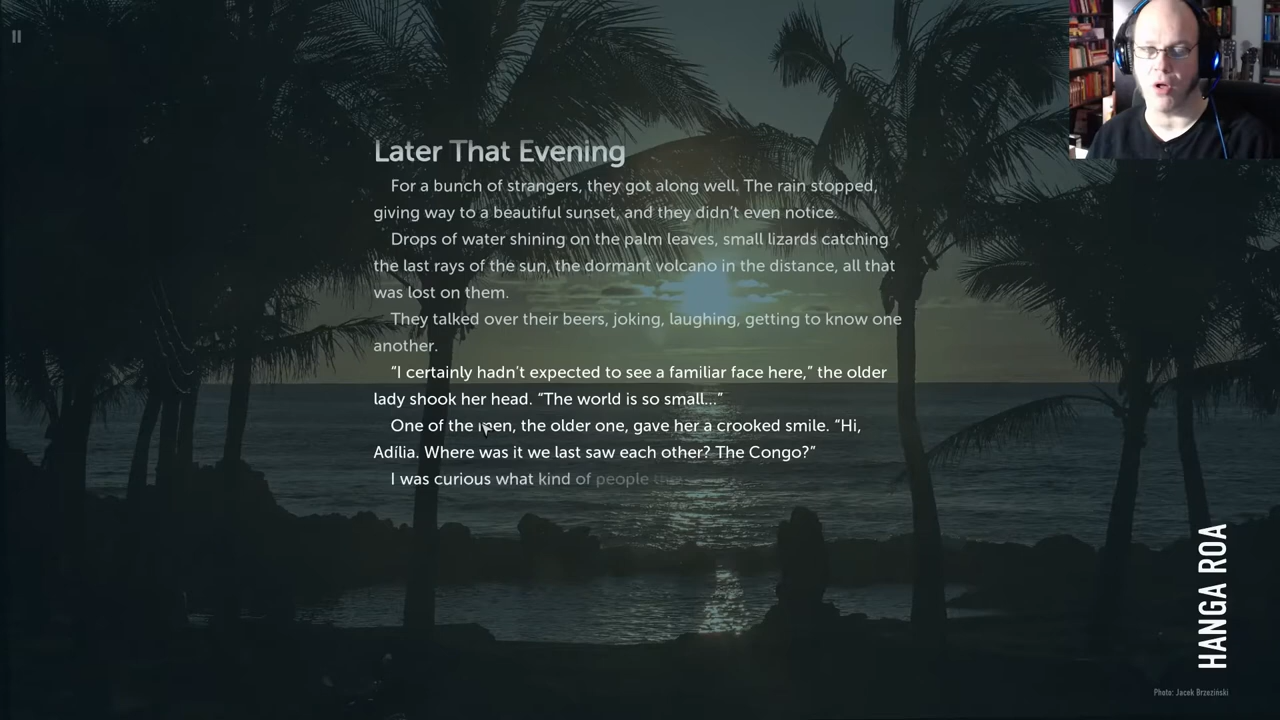 Later That Evening
For a bunch of strangers, they got along well. The rain stopped,
giving way to a beautiful sunset, and they didn’t even notice.
Drops of water shining on the palm leaves, small lizards catching
the last rays of the sun, the dormant volcano in the distance, all that
was lost on them.
They talked over their beers, joking, laughing, getting to know one
another.
“I certainly hadn’t expected to see a familiar face here,” the older
lady shook her head. “The world is so small…”
One of the men, the older one, gave her a crooked smile. “Hi,
Adília. Where was it we last saw each other? The Congo?”
I was curious what kind of people
HANGA ROA
Photo: Jacek Brzeziński